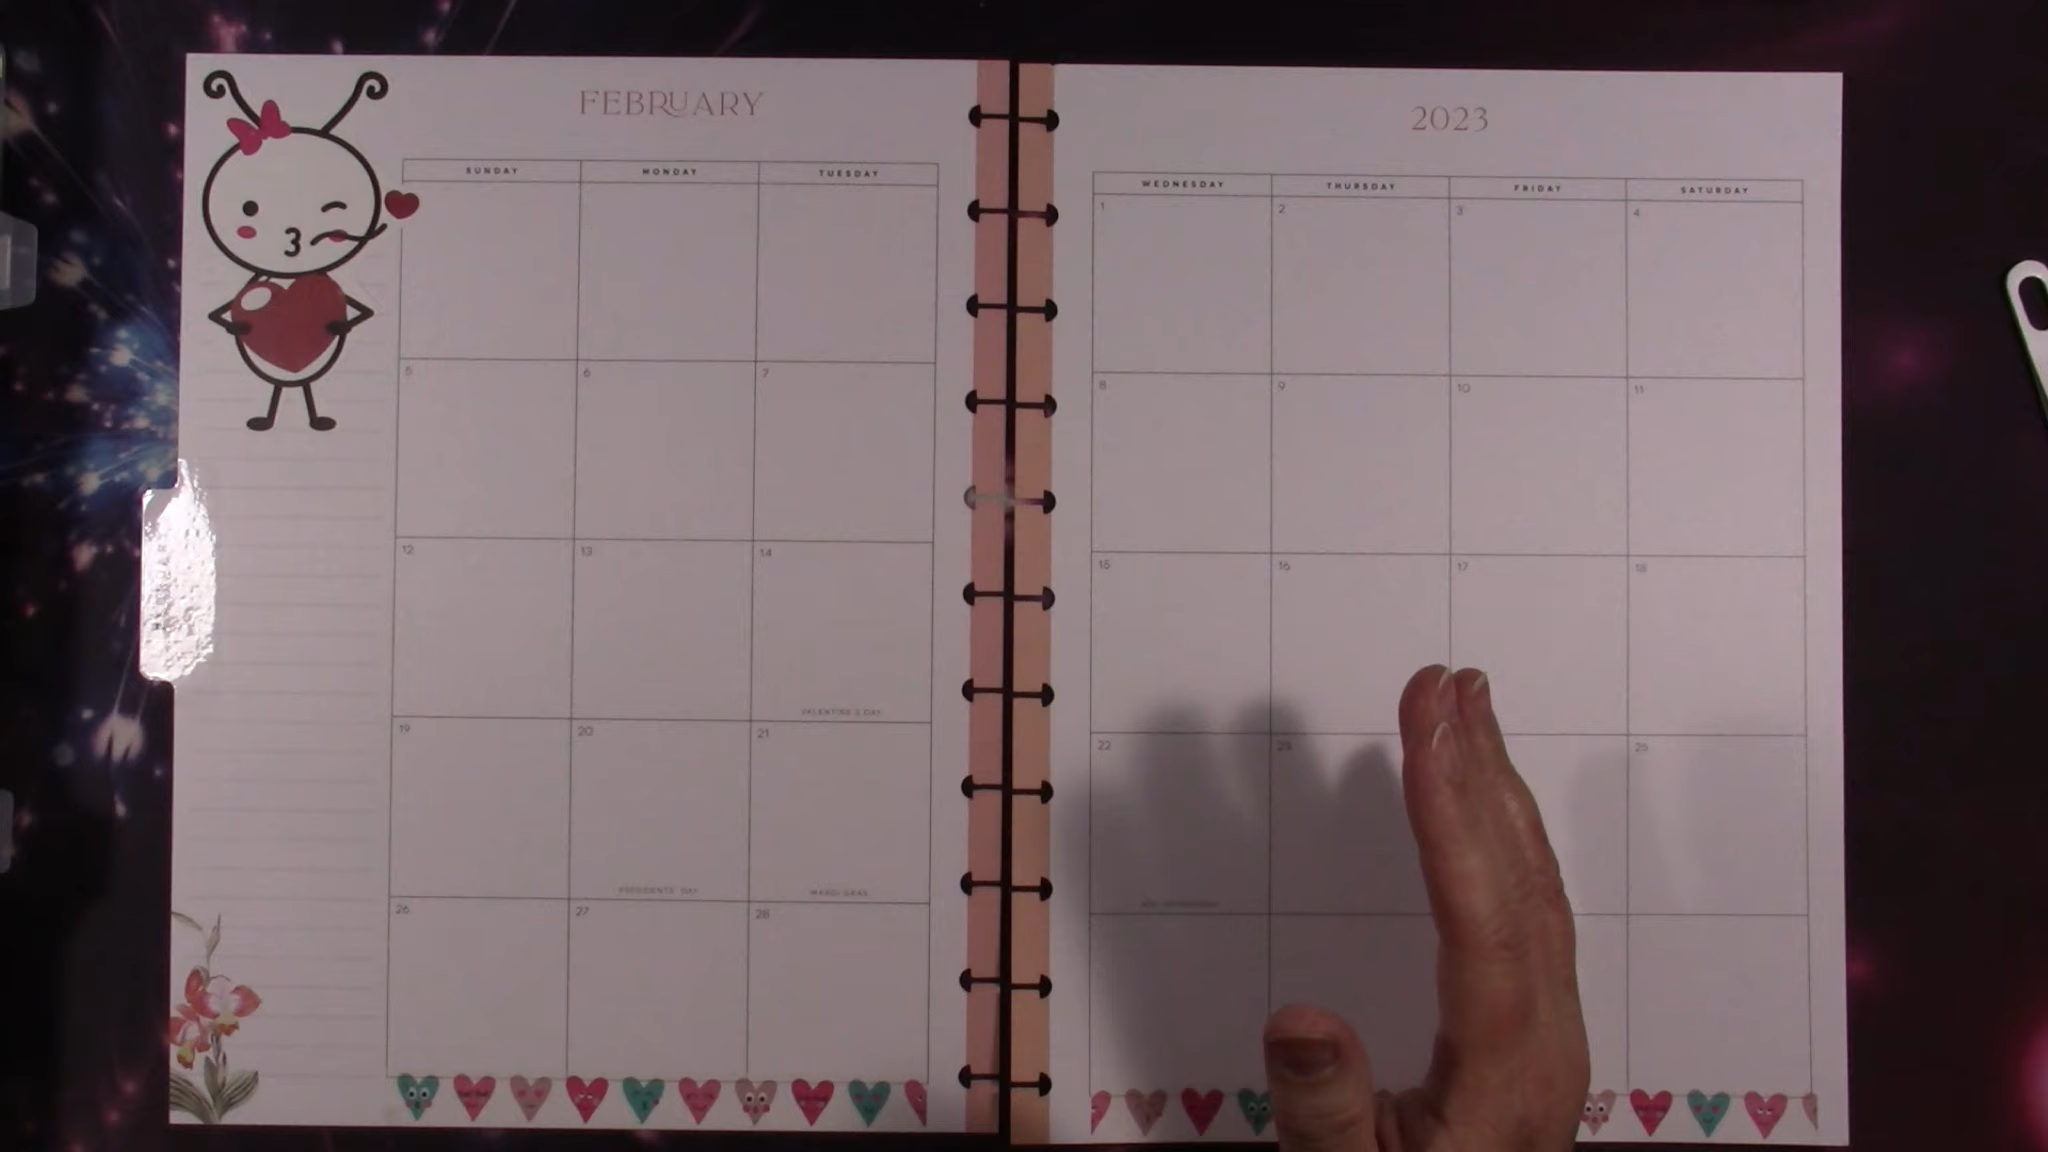 FEBRUARY
2023
SUNDAY MONDAY TUESDAY
WEDNESDAY THURSDAY FRIDAY SATURDAY
1 2 3 4
5 6 7
8 9 10 11
12 13 14
VALENTINE'S DAY
15 16 17 18
19 20 21
PRESIDENTS' DAY MARDI GRAS
22 23 25
26 27 28